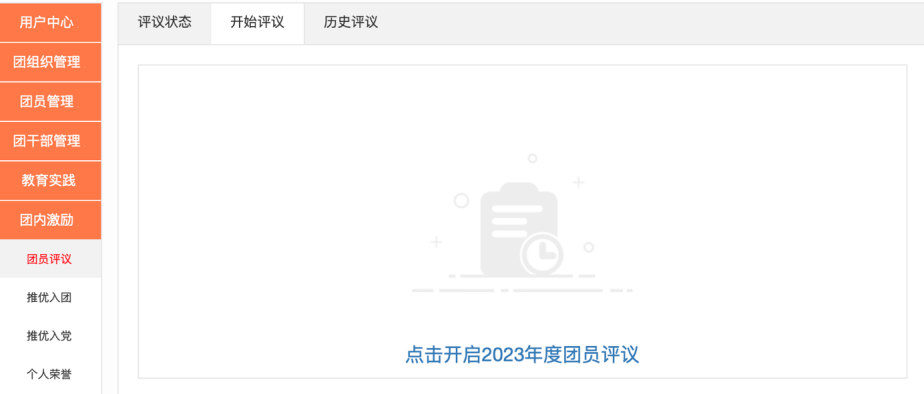 用户中心
团组织管理
团员管理
团干部管理
教育实践
团内激励
团员评议
推优入团
推优入党
个人荣誉
评议状态 开始评议 历史评议
点击开启2023年度团员评议